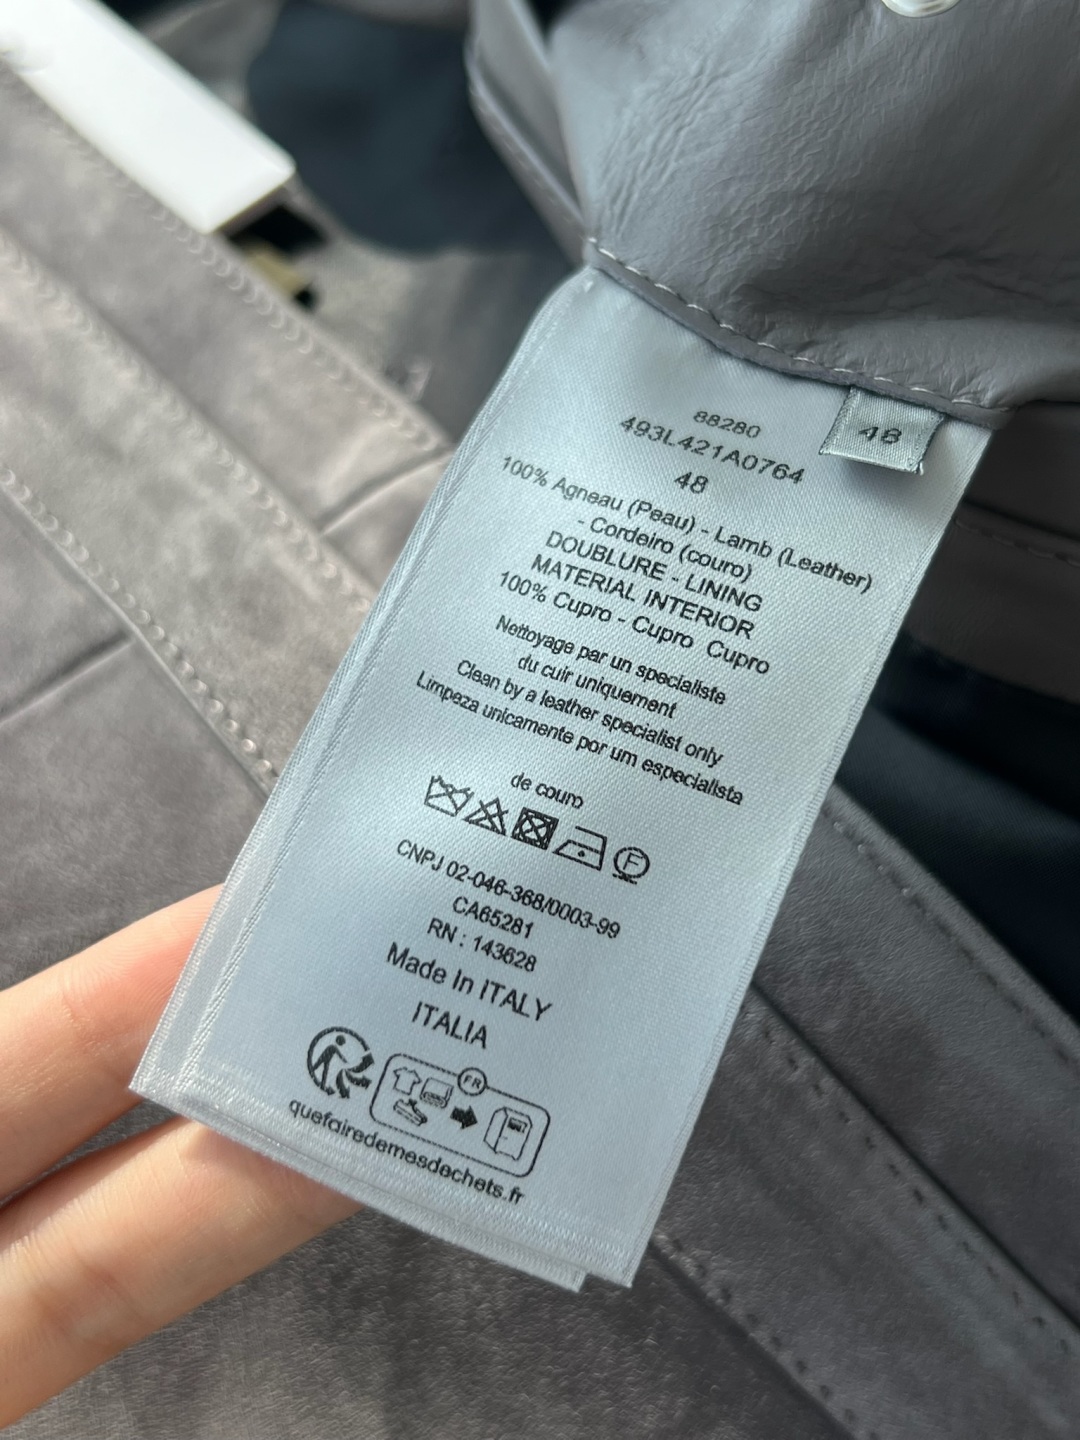 88280
493L421A0764
48
48
100% Agneau (Peau) - Lamb (Leather)
- Cordeiro (couro)
DOUBLURE - LINING
MATERIAL INTERIOR
100% Cupro - Cupro Cupro
Nettoyage par un specialiste
du cuir uniquement
Clean by a leather specialist only
Limpeza unicamente por um especialista
de couro
F
CNPJ 02-046-368/0003-99
CA65281
RN : 143628
Made In ITALY
ITALIA
FR
quefairedemesdechets.fr